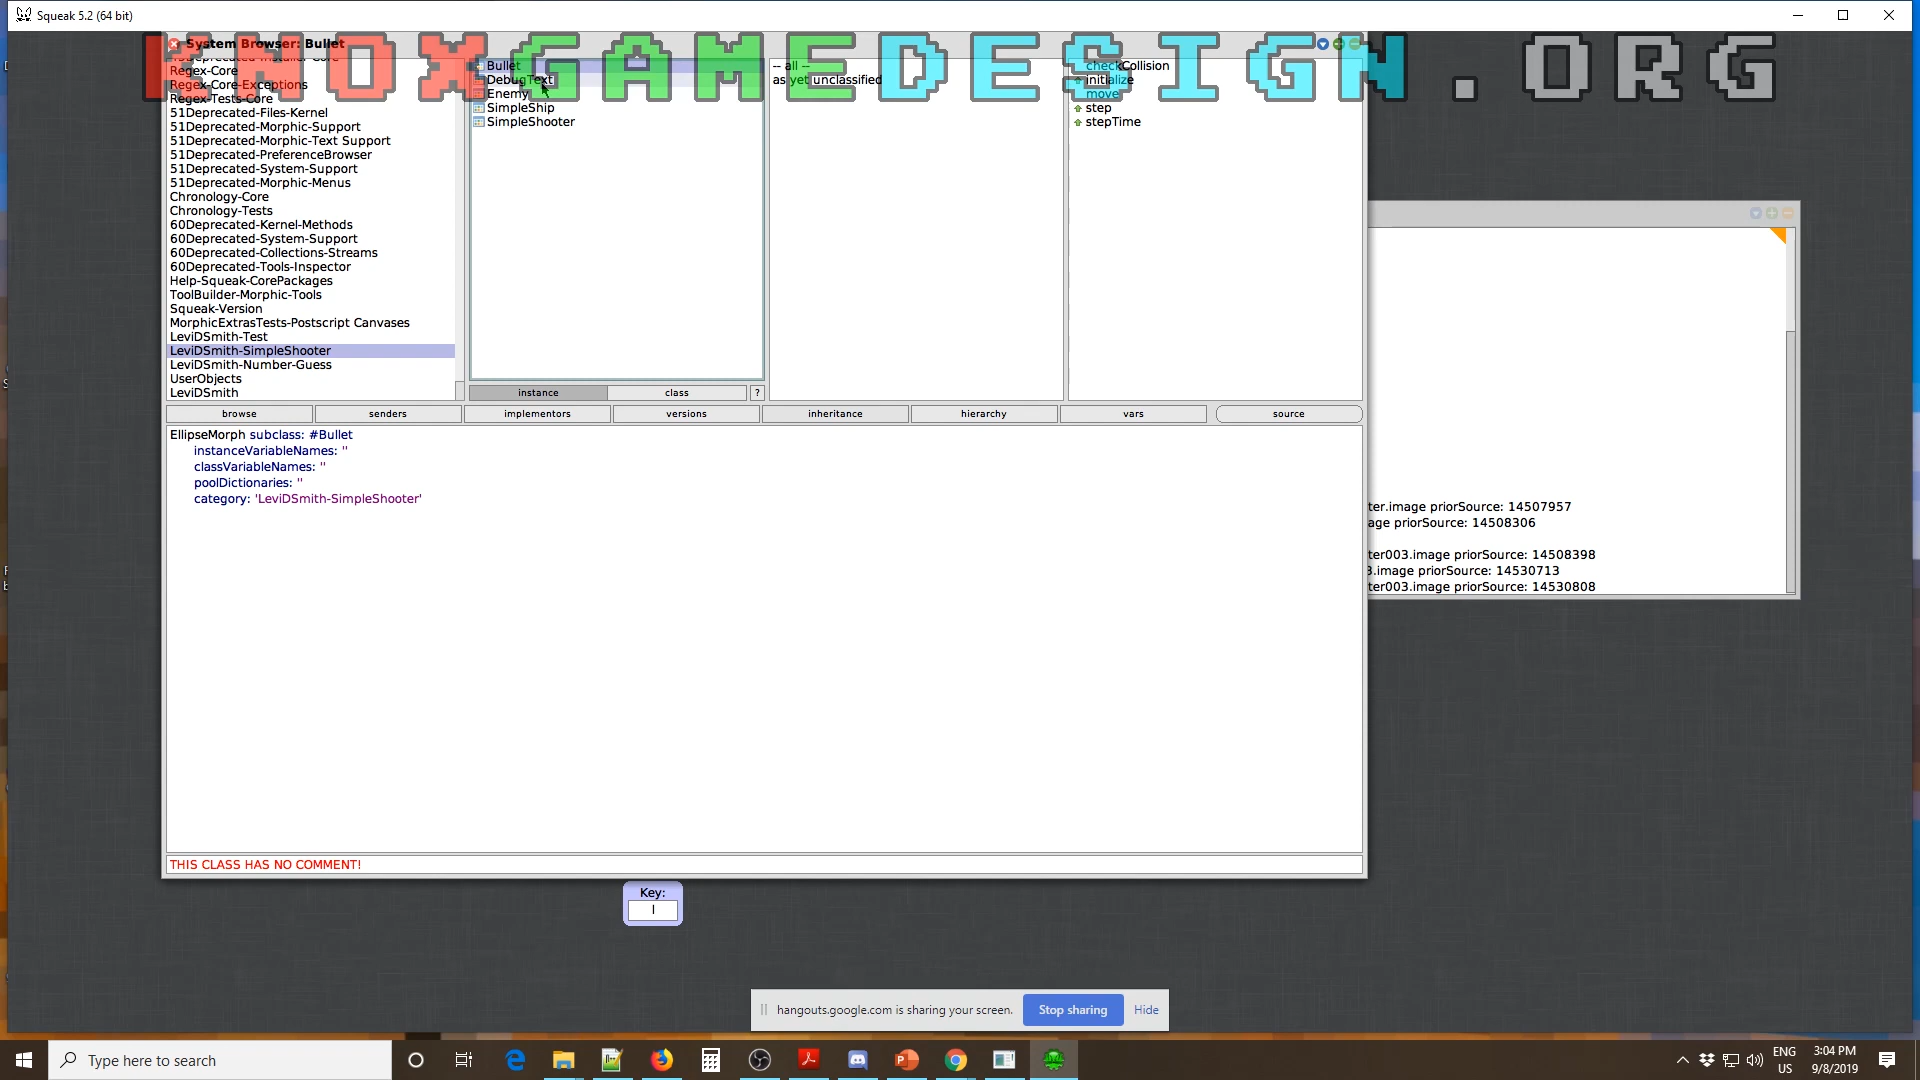 Squeak 5.2 (64 bit)
KNOXGAMEDESIGN.ORG
System Browser: Bullet
Regex-Core
Regex-Core-Exceptions
Regex-Tests-Core
51Deprecated-Files-Kernel
51Deprecated-Morphic-Support
51Deprecated-Morphic-Text Support
51Deprecated-PreferenceBrowser
51Deprecated-System-Support
51Deprecated-Morphic-Menus
Chronology-Core
Chronology-Tests
60Deprecated-Kernel-Methods
60Deprecated-System-Support
60Deprecated-Collections-Streams
60Deprecated-Tools-Inspector
Help-Squeak-CorePackages
ToolBuilder-Morphic-Tools
Squeak-Version
MorphicExtrasTests-Postscript Canvases
LeviDSmith-Test
LeviDSmith-SimpleShooter
LeviDSmith-Number-Guess
UserObjects
LeviDSmith
Bullet
DebugText
Enemy
SimpleShip
SimpleShooter
instance
class
?
-- all --
as yet unclassified
checkCollision
initialize
move
step
stepTime
browse
senders
implementors
versions
inheritance
hierarchy
vars
source
EllipseMorph subclass: #Bullet
instanceVariableNames: ''
classVariableNames: ''
poolDictionaries: ''
category: 'LeviDSmith-SimpleShooter'
THIS CLASS HAS NO COMMENT!
ter.image priorSource: 14507957
age priorSource: 14508306
ter003.image priorSource: 14508398
3.image priorSource: 14530713
ter003.image priorSource: 14530808
Key:
hangouts.google.com is sharing your screen.
Stop sharing
Hide
Type here to search
ENG
US
3:04 PM
9/8/2019